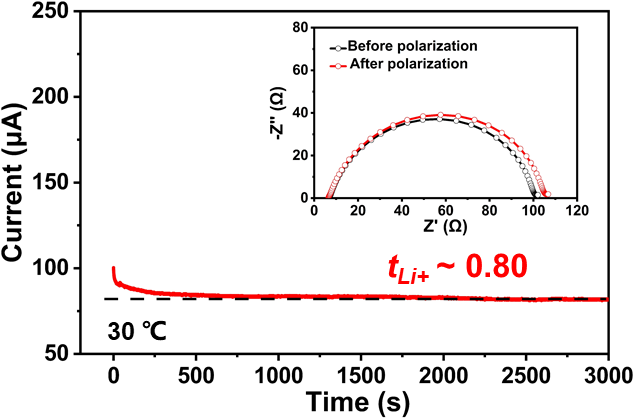 250
200
150
100
50
Current (μA)
80
60
40
20
0
-Z'' (Ω)
Before polarization
After polarization
0 20 40 60 80 100 120
Z' (Ω)
tLi+ ~ 0.80
30 ℃
0 500 1000 1500 2000 2500 3000
Time (s)